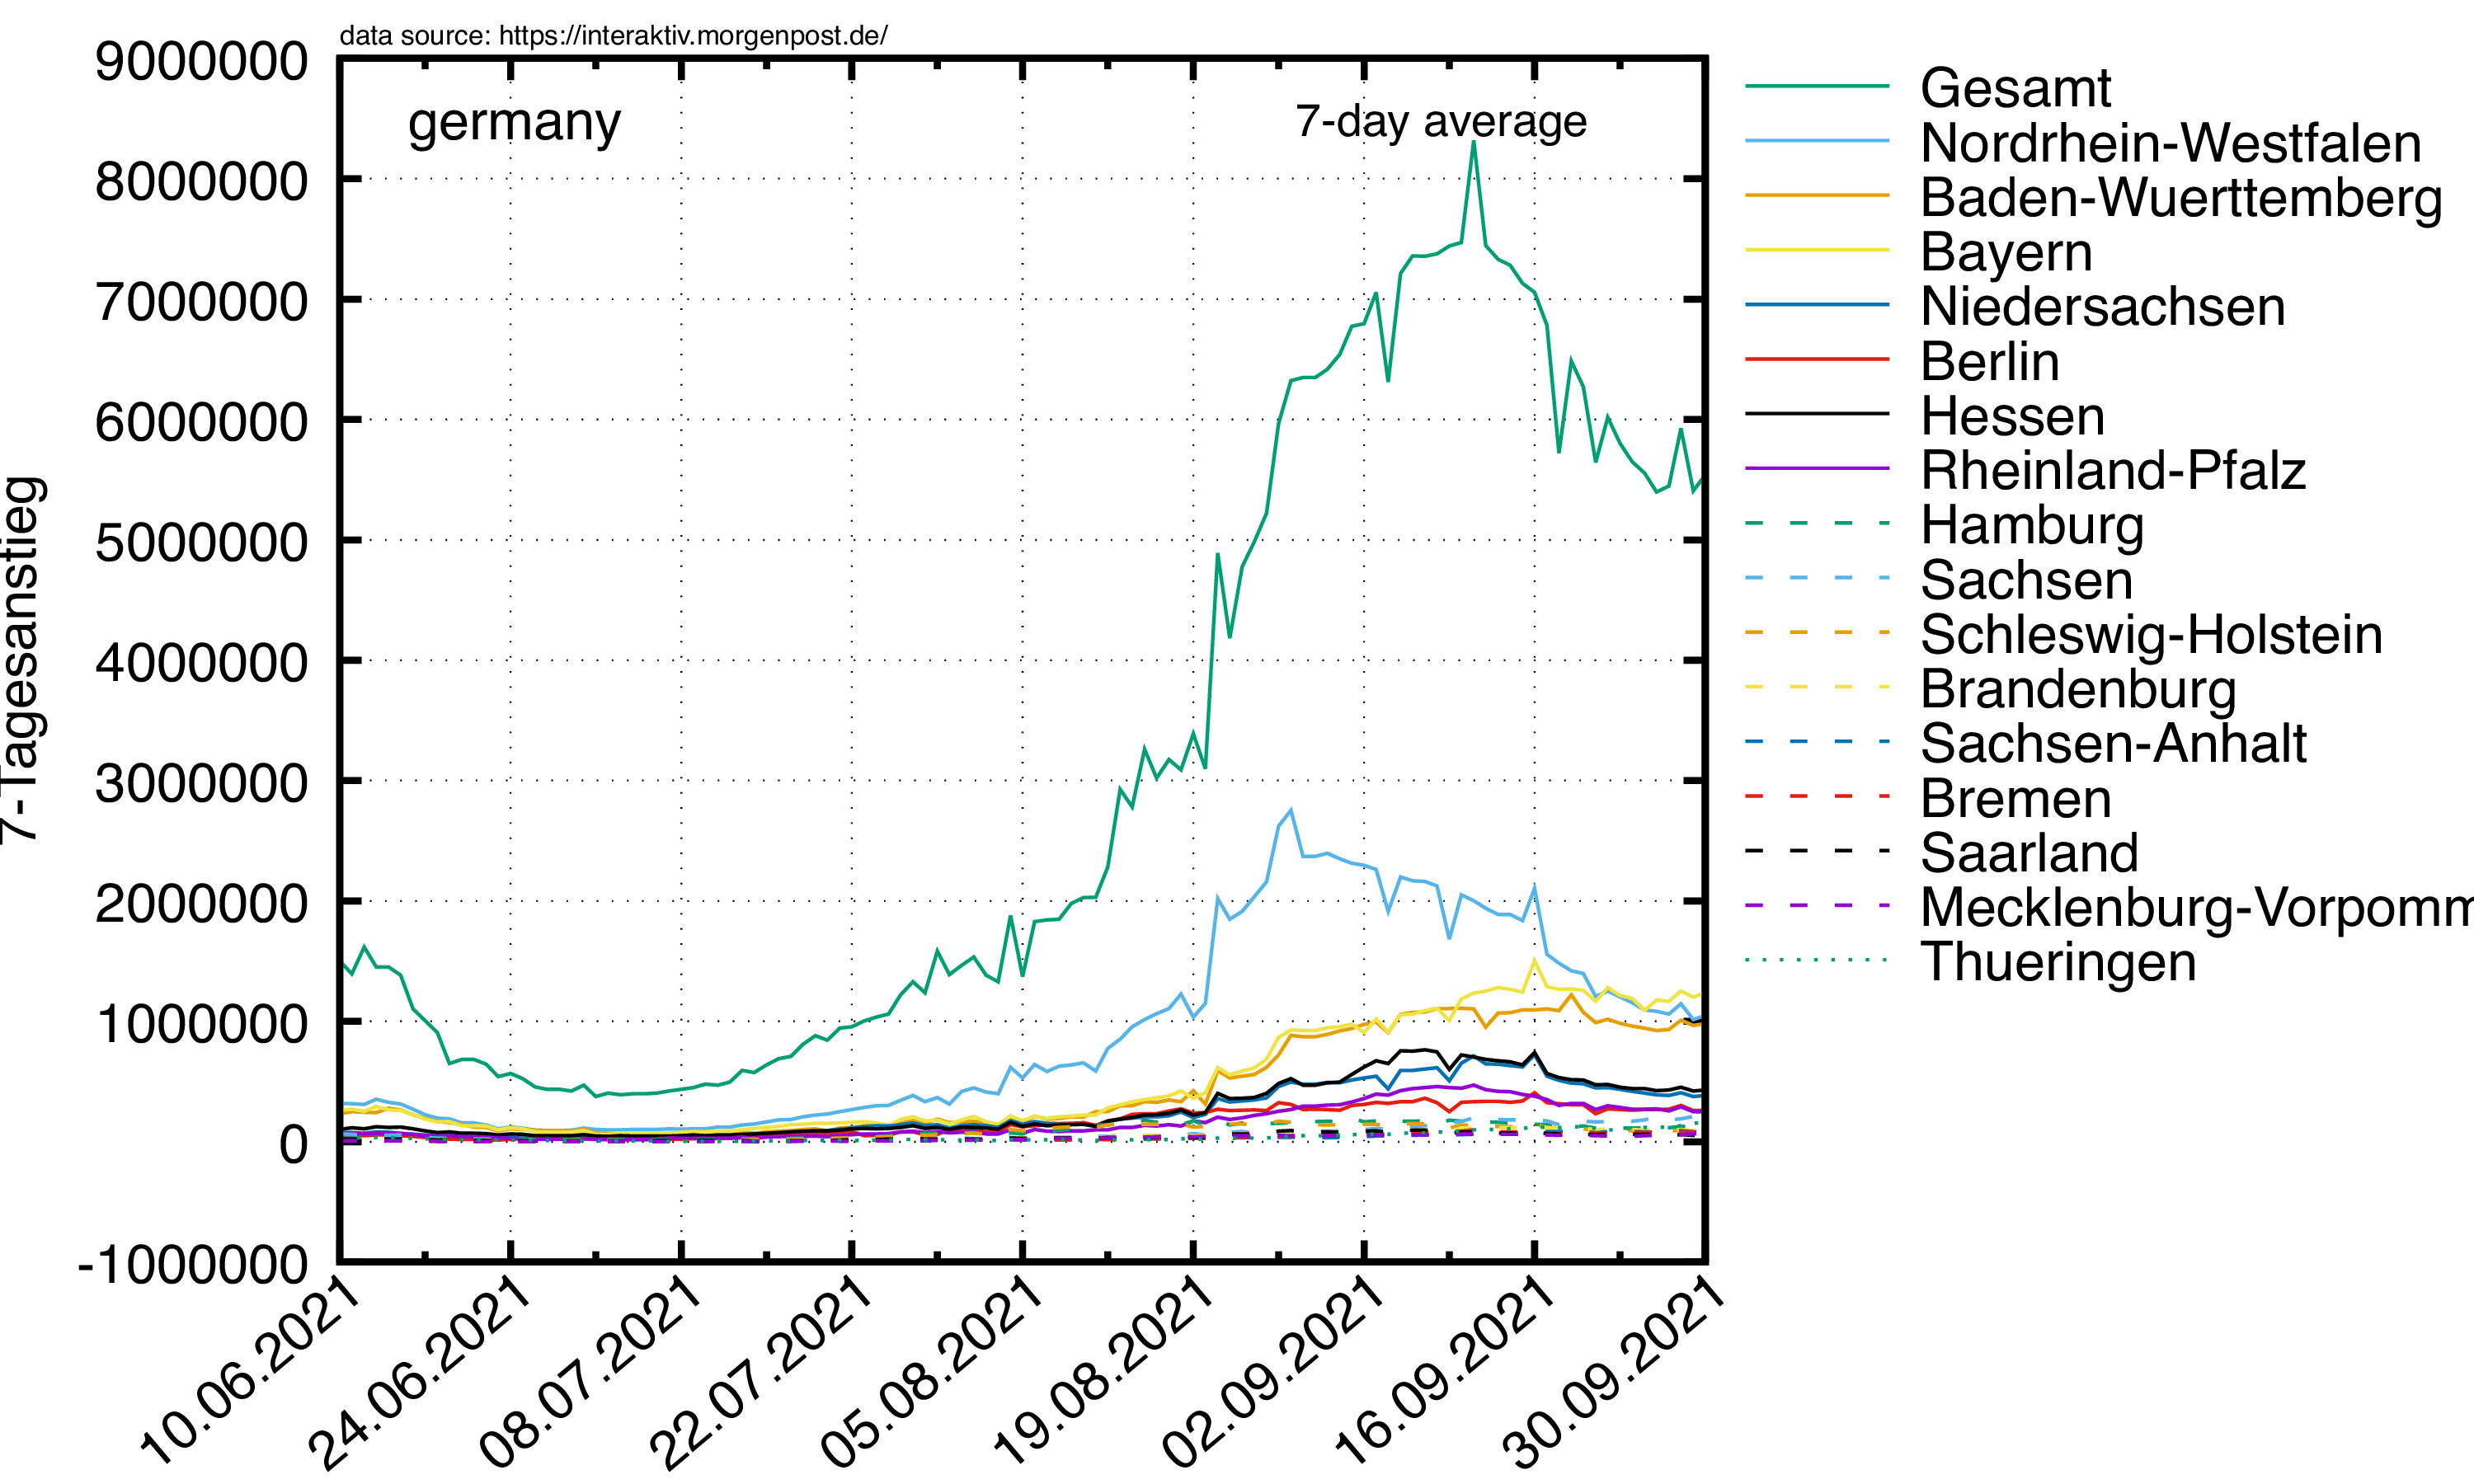 data source: https://interaktiv.morgenpost.de/
germany
7-day average
7-Tagesanstieg
9000000
8000000
7000000
6000000
5000000
4000000
3000000
2000000
1000000
0
-1000000
10.06.2021
24.06.2021
08.07.2021
22.07.2021
05.08.2021
19.08.2021
02.09.2021
16.09.2021
30.09.2021
Gesamt
Nordrhein-Westfalen
Baden-Wuerttemberg
Bayern
Niedersachsen
Berlin
Hessen
Rheinland-Pfalz
Hamburg
Sachsen
Schleswig-Holstein
Brandenburg
Sachsen-Anhalt
Bremen
Saarland
Mecklenburg-Vorpomm
Thueringen